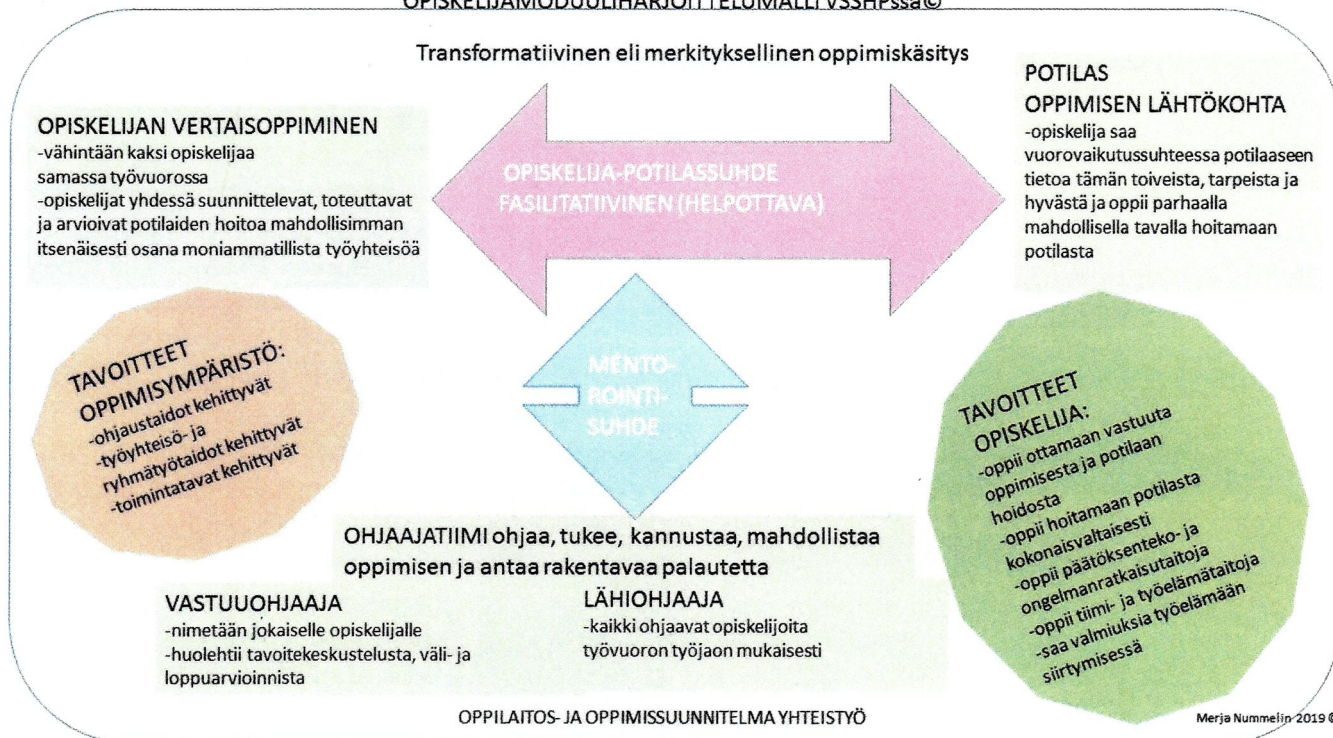 OPISKELIJAMODUULIHARJOITTELUMALLI VSSHPssä©
Transformatiivinen eli merkityksellinen oppimiskäsitys
OPISKELIJAN VERTAISOPPIMINEN
-vähintään kaksi opiskelijaa
samassa työvuorossa
-opiskelijat yhdessä suunnittelevat, toteuttavat
ja arvioivat potilaiden hoitoa mahdollisimman
itsenäisesti osana moniammatillista työyhteisöä
OPISKELIJA-POTILASSUHDE
FASILITATIIVINEN (HELPOTTAVA)
POTILAS
OPPIMISEN LÄHTÖKOHTA
-opiskelija saa
vuorovaikutussuhteessa potilaaseen
tietoa tämän toiveista, tarpeista ja
hyvästä ja oppii parhaalla
mahdollisella tavalla hoitamaan
potilasta
TAVOITTEET
OPPIMISYMPÄRISTÖ:
-ohjaustaidot kehittyvät
-työyhteisö- ja
ryhmätyötaidot kehittyvät
-toimintatavat kehittyvät
MENTO-
ROINTI-
SUHDE
TAVOITTEET
OPISKELIJA:
-oppii ottamaan vastuuta
oppimisesta ja potilaan
hoidosta
-oppii hoitamaan potilasta
kokonaisvaltaisesti
-oppii päätöksenteko- ja
ongelmanratkaisutaitoja
-oppii tiimi- ja työelämätaitoja
-saa valmiuksia työelämään
siirtymisessä
OHJAAJATIIMI ohjaa, tukee, kannustaa, mahdollistaa
oppimisen ja antaa rakentavaa palautetta
VASTUUOHJAAJA
-nimetään jokaiselle opiskelijalle
-huolehtii tavoitekeskustelusta, väli- ja
loppuarvioinnista
LÄHIOHJAAJA
-kaikki ohjaavat opiskelijoita
työvuoron työjaon mukaisesti
OPPILAITOS- JA OPPIMISSUUNNITELMA YHTEISTYÖ
Merja Nummelin 2019 ©